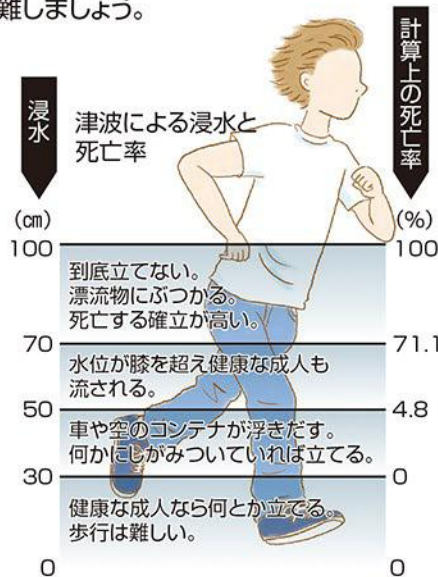 難しましょう。
浸水
津波による浸水と
死亡率
計算上の死亡率
(㎝)
(%)
100
100
到底立てない。
漂流物にぶつかる。
死亡する確立が高い。
70
71.1
水位が膝を超え健康な成人も
流される。
50
4.8
車や空のコンテナが浮きだす。
何かにしがみついていれば立てる。
30
0
健康な成人なら何とか立てる。
歩行は難しい。
0
0